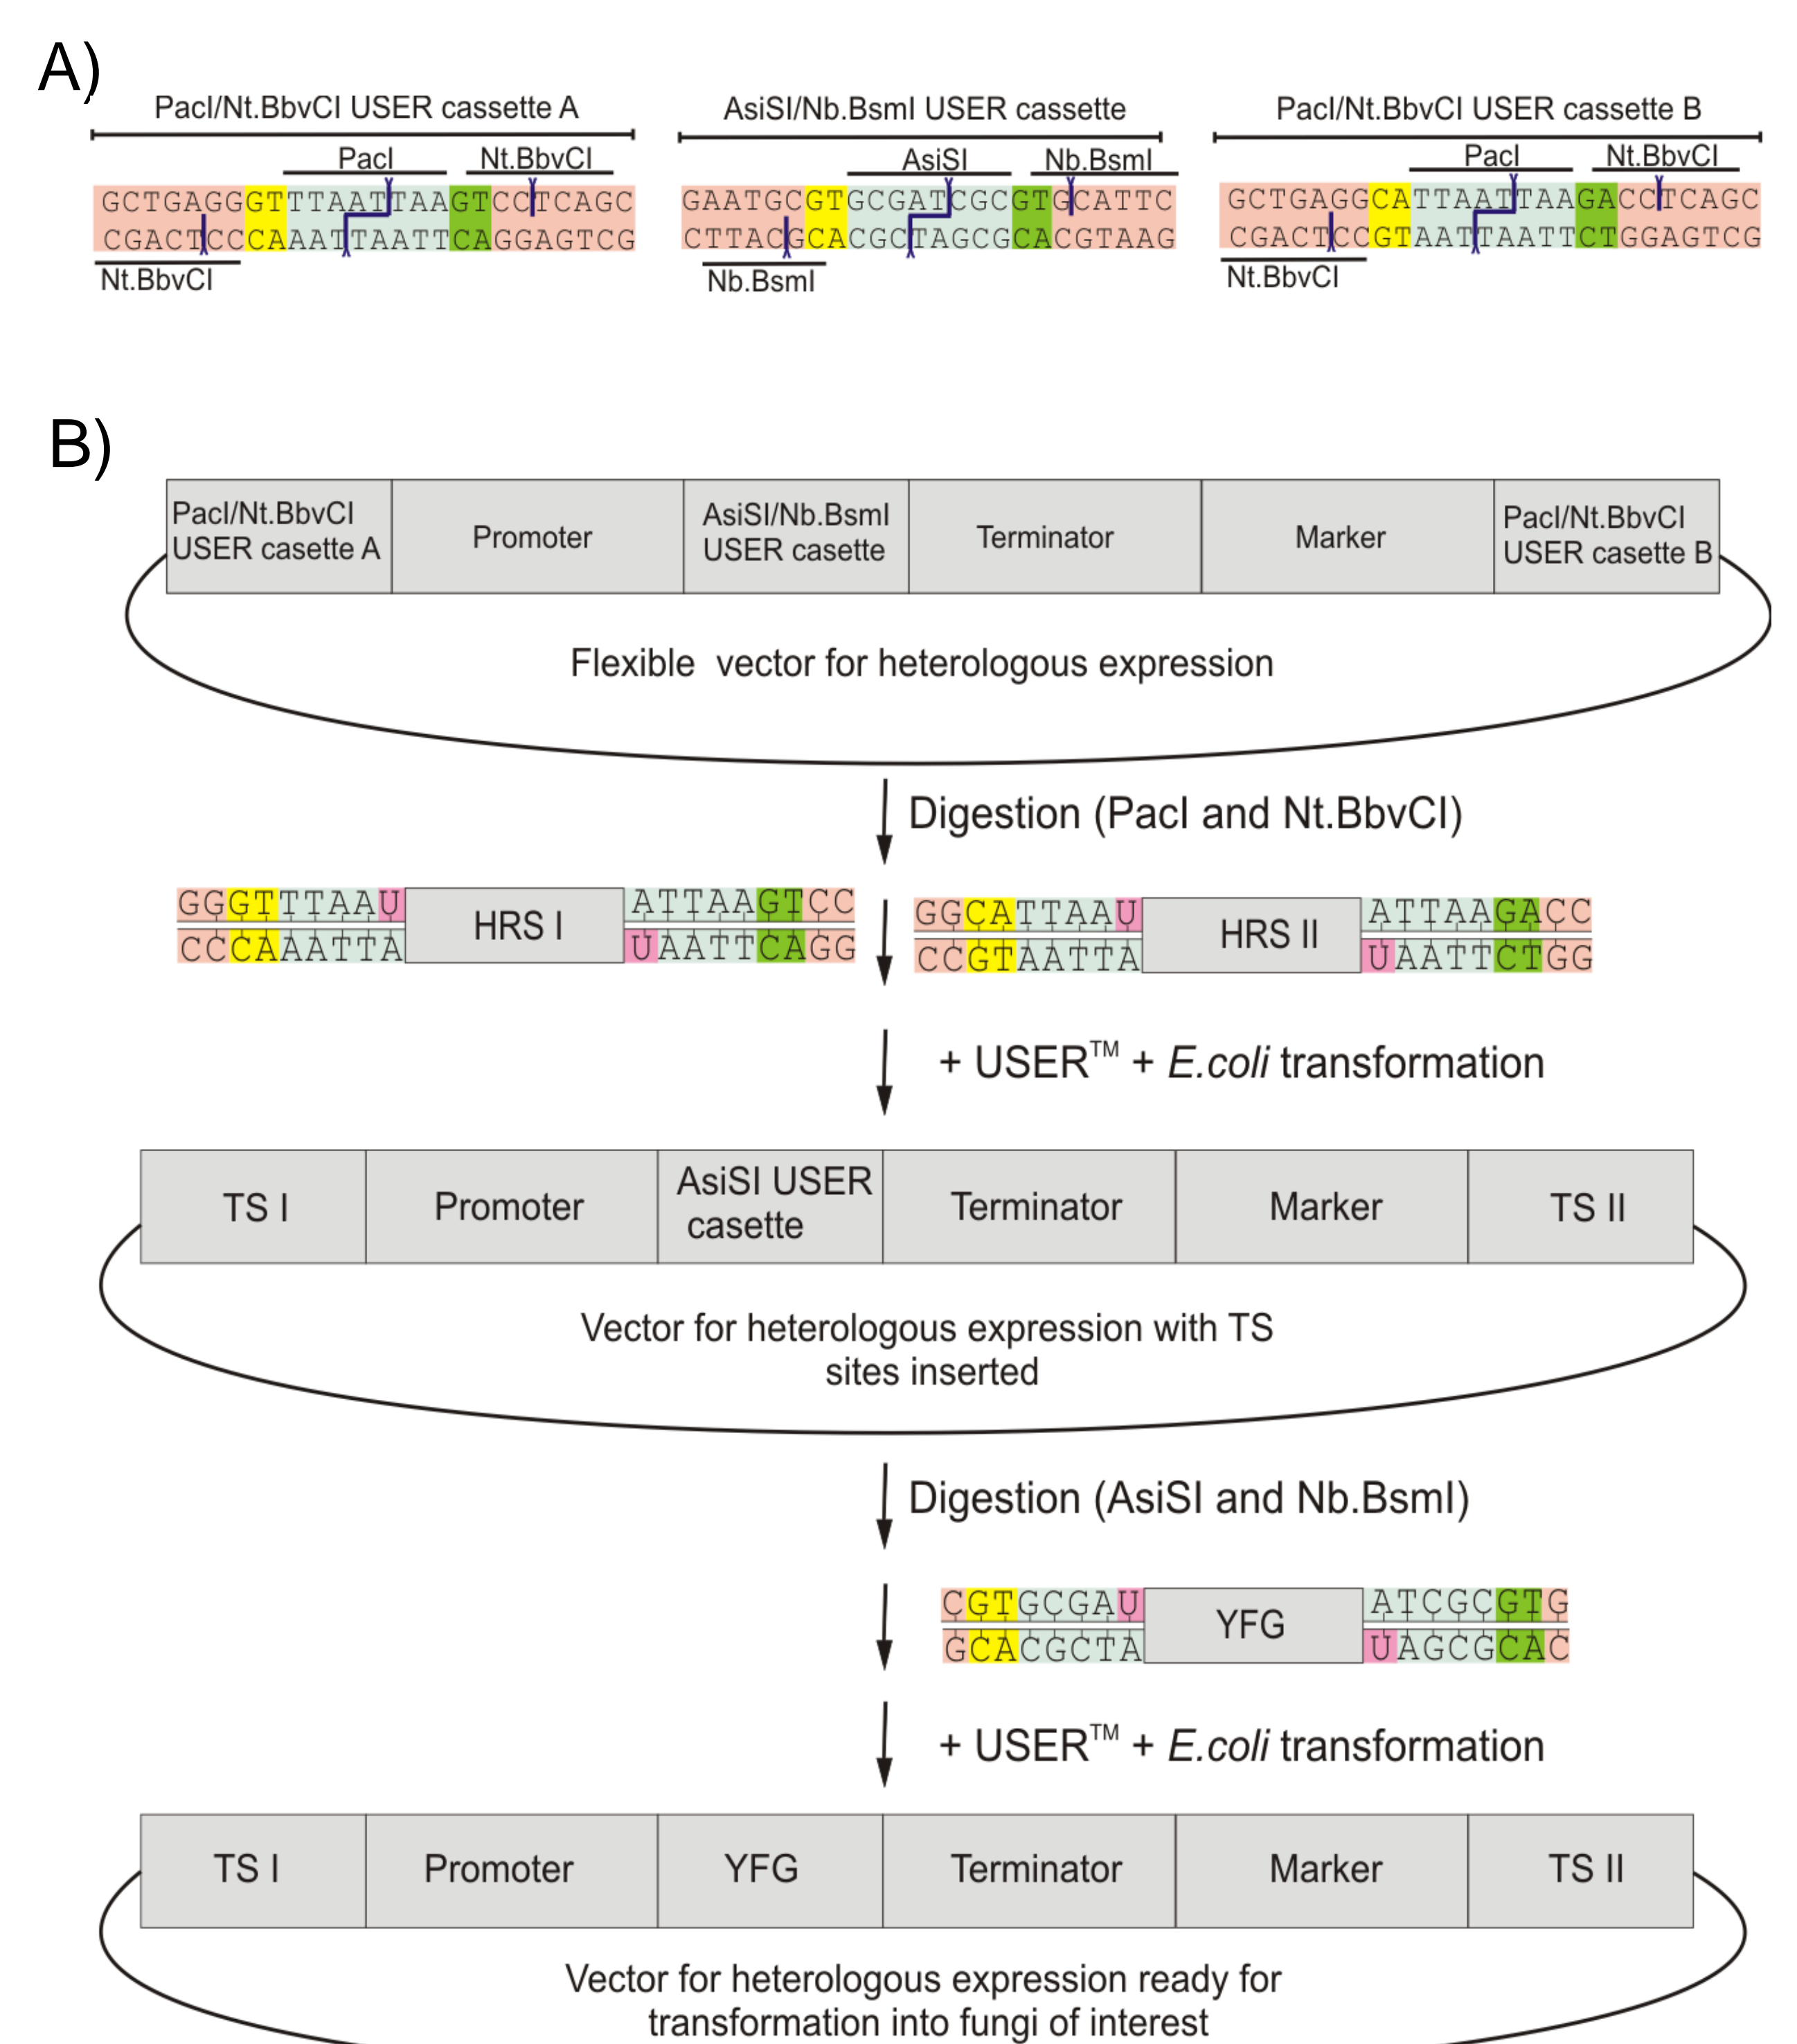 A)
PacI/Nt.BbvCI USER cassette A
AsiSI/Nb.BsmI USER cassette
PacI/Nt.BbvCI USER cassette B
PacI Nt.BbvCI
AsiSI Nb.BsmI
PacI Nt.BbvCI
GCTGAGGGTTTAATTAAGTCCTCAGC
CGACTCCCAAATTAATTCAGGAGTCG
GAATGCGTGCGATCGCGTGCATTC
CTTACGCACGCTAGCGCACGTAAG
GCTGAGGCATTAATTAAGACCTCAGC
CGACTCCGTAATTAATTCTGGAGTCG
Nt.BbvCI
Nb.BsmI
Nt.BbvCI
B)
PacI/Nt.BbvCI
USER casette A
Promoter
AsiSI/Nb.BsmI
USER casette
Terminator
Marker
PacI/Nt.BbvCI
USER casette B
Flexible vector for heterologous expression
Digestion (PacI and Nt.BbvCI)
GGGTTTAAU HRS I ATTAAGTCC
CCCAAATTA UAATTCAGG
GGCATTAAU HRS II ATTAAGACC
CCGTAATTA UAATTCTGG
+ USER™ + E.coli transformation
TS I
Promoter
AsiSI USER
casette
Terminator
Marker
TS II
Vector for heterologous expression with TS
sites inserted
Digestion (AsiSI and Nb.BsmI)
CGTGCGAU YFG ATCGCGTG
GCACGCTA UAGCGCAC
+ USER™ + E.coli transformation
TS I
Promoter
YFG
Terminator
Marker
TS II
Vector for heterologous expression ready for
transformation into fungi of interest